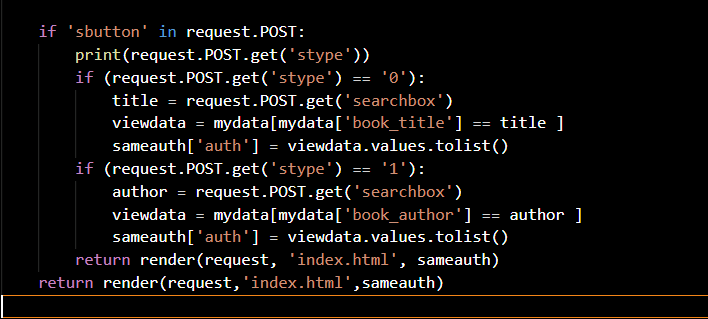 if 'sbutton' in request.POST:
    print(request.POST.get('stype'))
    if (request.POST.get('stype') == '0'):
        title = request.POST.get('searchbox')
        viewdata = mydata[mydata['book_title'] == title ]
        sameauth['auth'] = viewdata.values.tolist()
    if (request.POST.get('stype') == '1'):
        author = request.POST.get('searchbox')
        viewdata = mydata[mydata['book_author'] == author ]
        sameauth['auth'] = viewdata.values.tolist()
    return render(request, 'index.html', sameauth)
return render(request,'index.html',sameauth)